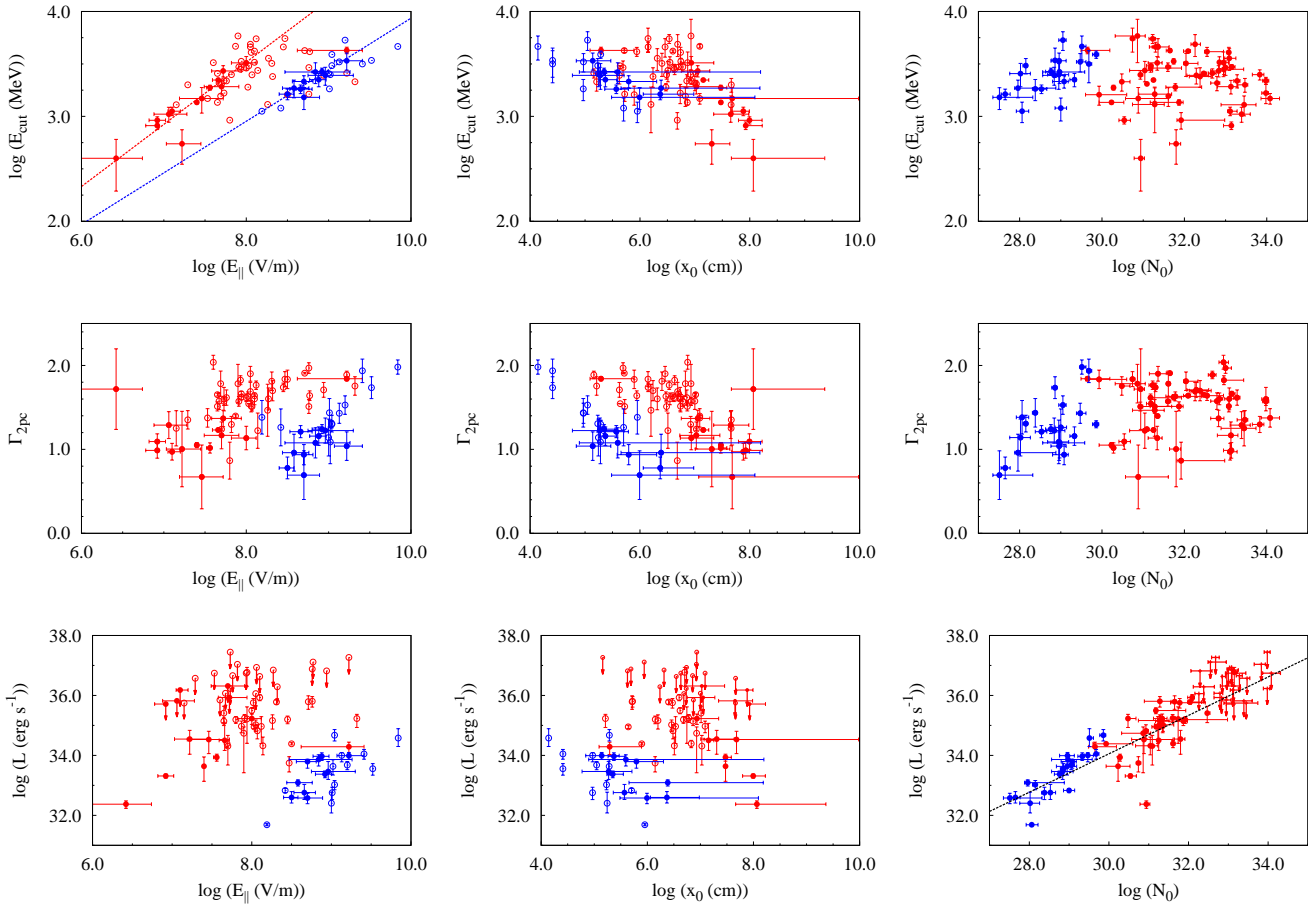 4.0
3.0
2.0
6.0 8.0 10.0
log (E_cut (MeV))
log (E_|| (V/m))
4.0
3.0
2.0
4.0 6.0 8.0 10.0
log (E_cut (MeV))
log (x_0 (cm))
4.0
3.0
2.0
28.0 30.0 32.0 34.0
log (E_cut (MeV))
log (N_0)
2.0
1.0
0.0
6.0 8.0 10.0
Γ_2pc
log (E_|| (V/m))
2.0
1.0
0.0
4.0 6.0 8.0 10.0
Γ_2pc
log (x_0 (cm))
2.0
1.0
0.0
28.0 30.0 32.0 34.0
Γ_2pc
log (N_0)
38.0
36.0
34.0
32.0
6.0 8.0 10.0
log (L (erg s^-1))
log (E_|| (V/m))
38.0
36.0
34.0
32.0
4.0 6.0 8.0 10.0
log (L (erg s^-1))
log (x_0 (cm))
38.0
36.0
34.0
32.0
28.0 30.0 32.0 34.0
log (L (erg s^-1))
log (N_0)